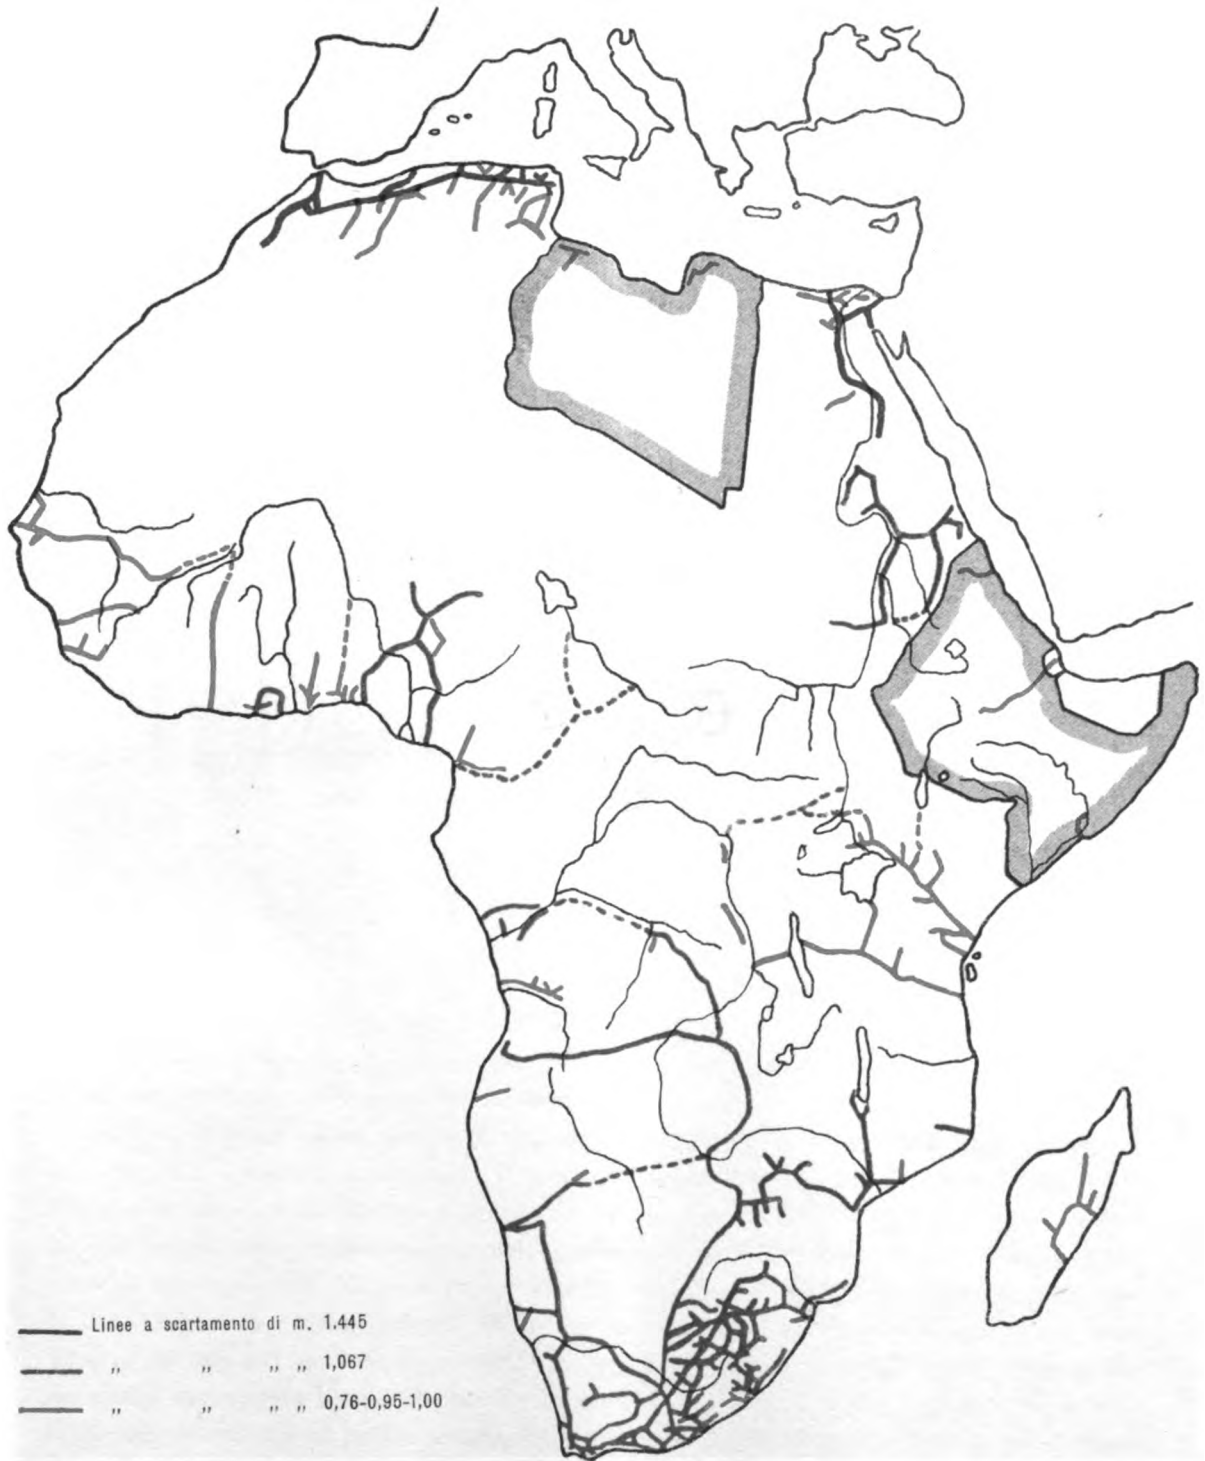 Linee a scartamento di m. 1.445
„ „ „ „ 1,067
„ „ „ „ 0,76-0,95-1,00